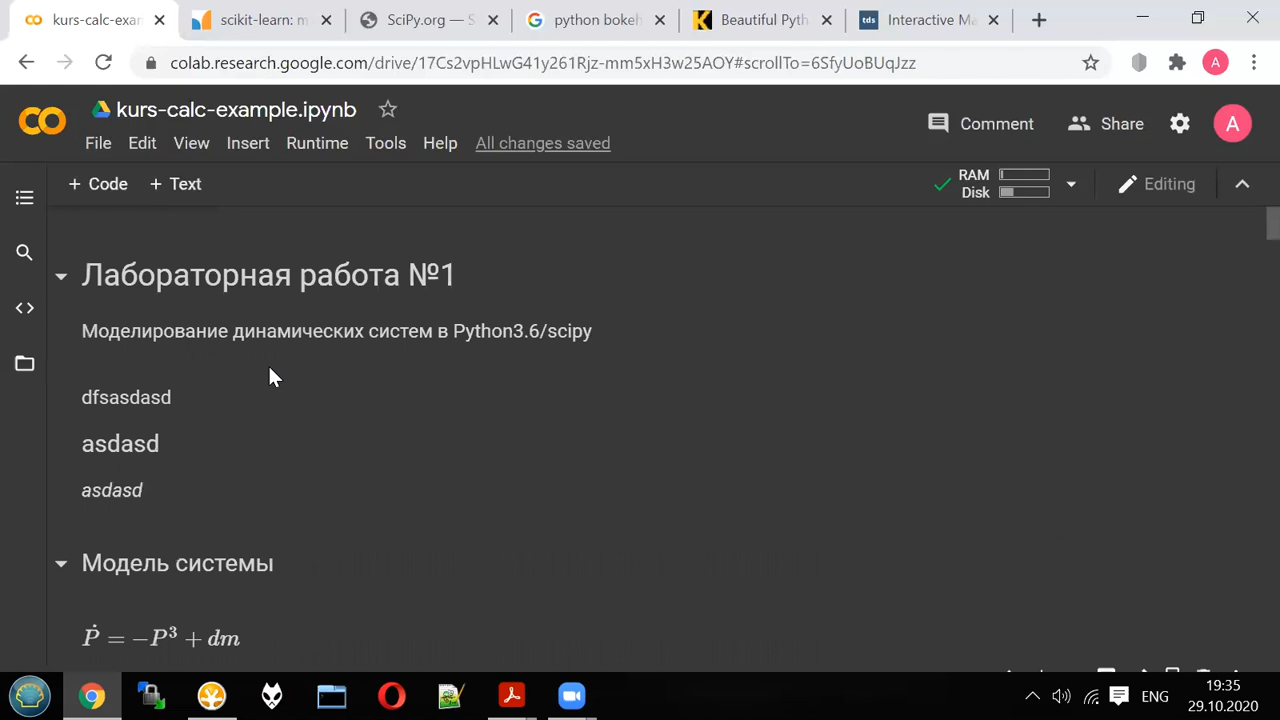 kurs-calc-exam
scikit-learn: m
SciPy.org — S
python bokeh
Beautiful Pyth
tds
Interactive Ma
colab.research.google.com/drive/17Cs2vpHLwG41y261Rjz-mm5xH3w25AOY#scrollTo=6SfyUoBUqJzz
A
kurs-calc-example.ipynb
File Edit View Insert Runtime Tools Help All changes saved
Comment Share A
+ Code + Text
RAM
Disk
Editing
Лабораторная работа №1
Моделирование динамических систем в Python3.6/scipy
dfsasdasd
asdasd
asdasd
Модель системы
Ṗ = −P³ + dm
ENG
19:35
29.10.2020